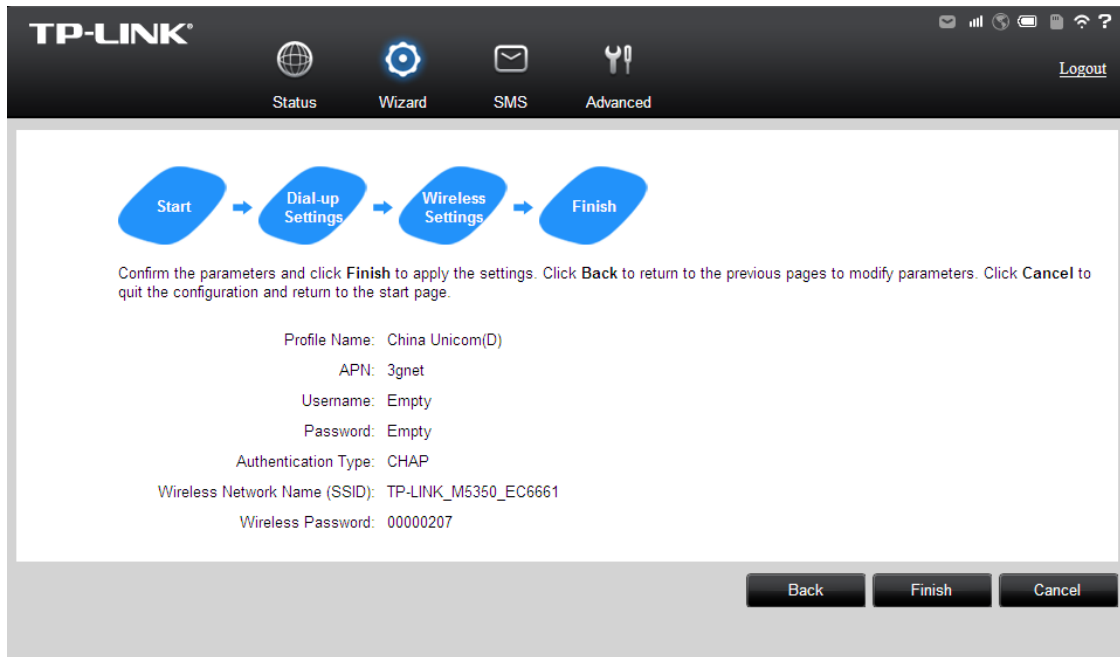 TP-LINK®
?
Logout
Status Wizard SMS Advanced
Start
Dial-up
Settings
Wireless
Settings
Finish
Confirm the parameters and click Finish to apply the settings. Click Back to return to the previous pages to modify parameters. Click Cancel to
quit the configuration and return to the start page.
Profile Name: China Unicom(D)
APN: 3gnet
Username: Empty
Password: Empty
Authentication Type: CHAP
Wireless Network Name (SSID): TP-LINK_M5350_EC6661
Wireless Password: 00000207
Back Finish Cancel